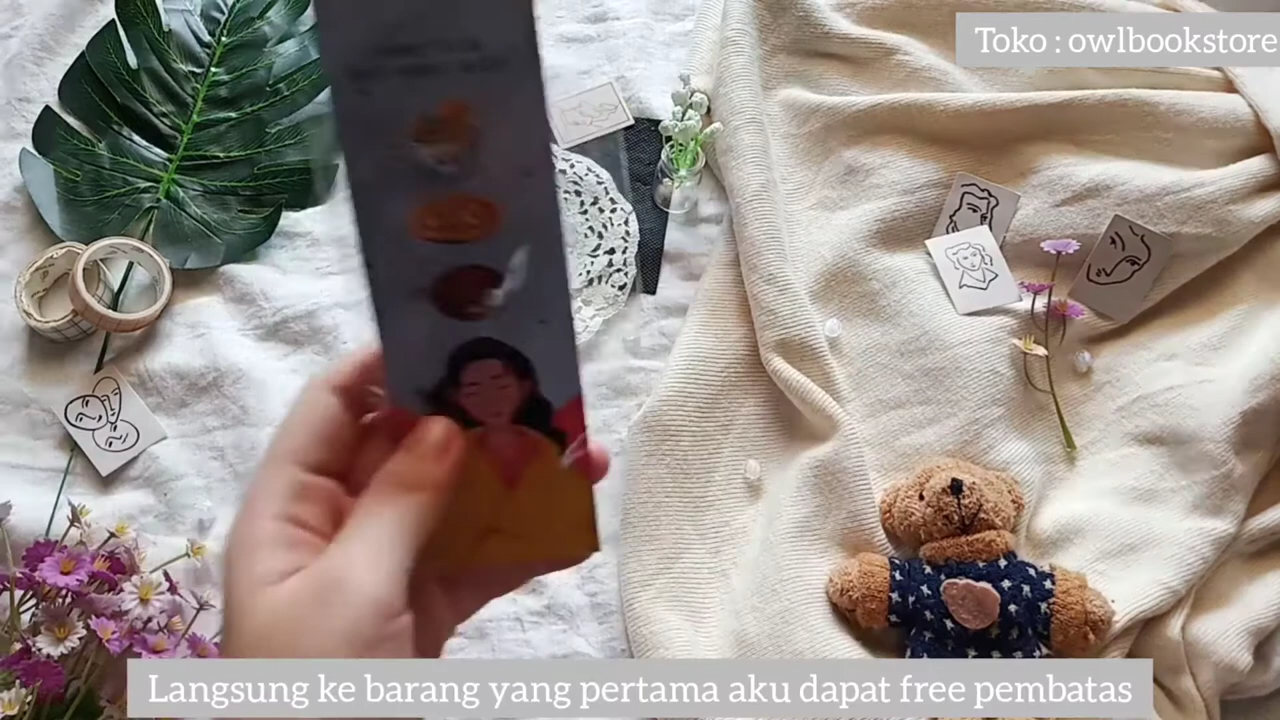 Toko : owlbookstore
Langsung ke barang yang pertama aku dapat free pembatas